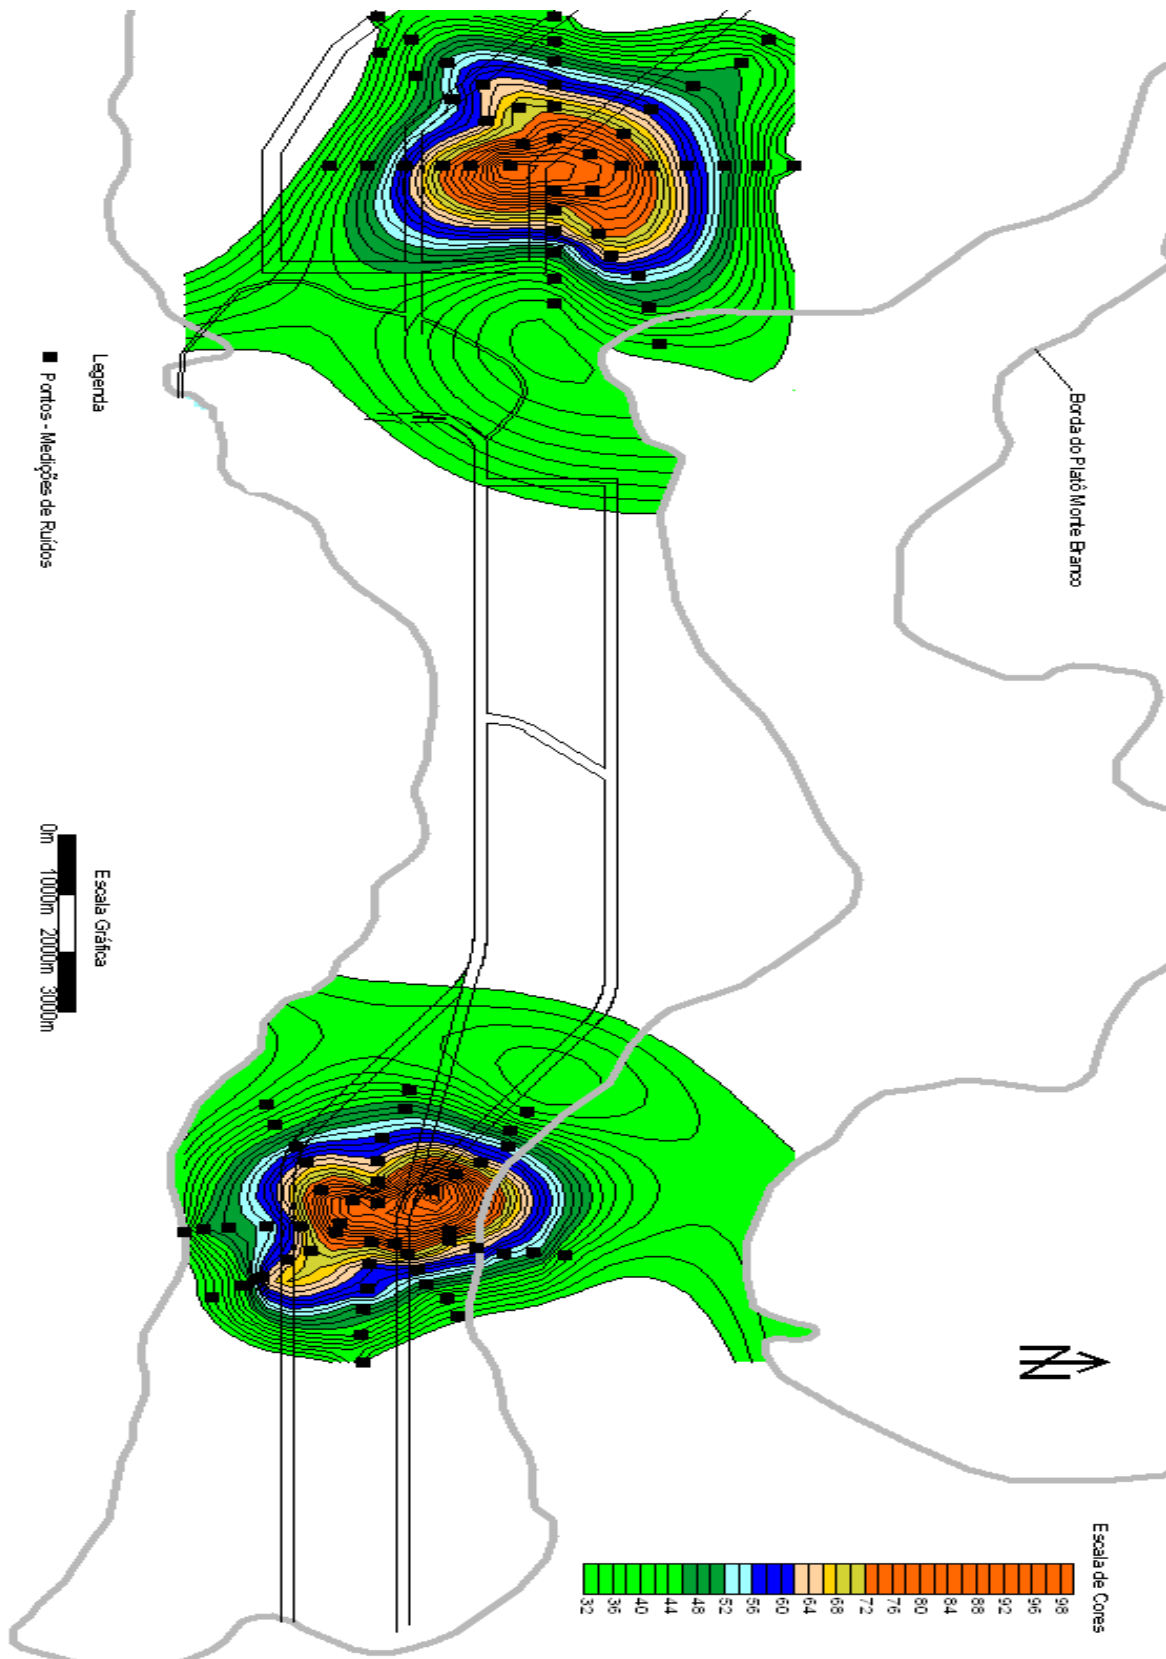 Borda do Platô Monte Branco
Legenda
Pontos - Medições de Ruídos
Escala Gráfica
0m 1000m 2000m 3000m
N
Escala de Cores
32 36 40 44 48 52 56 60 64 68 72 76 80 84 88 92 96 98